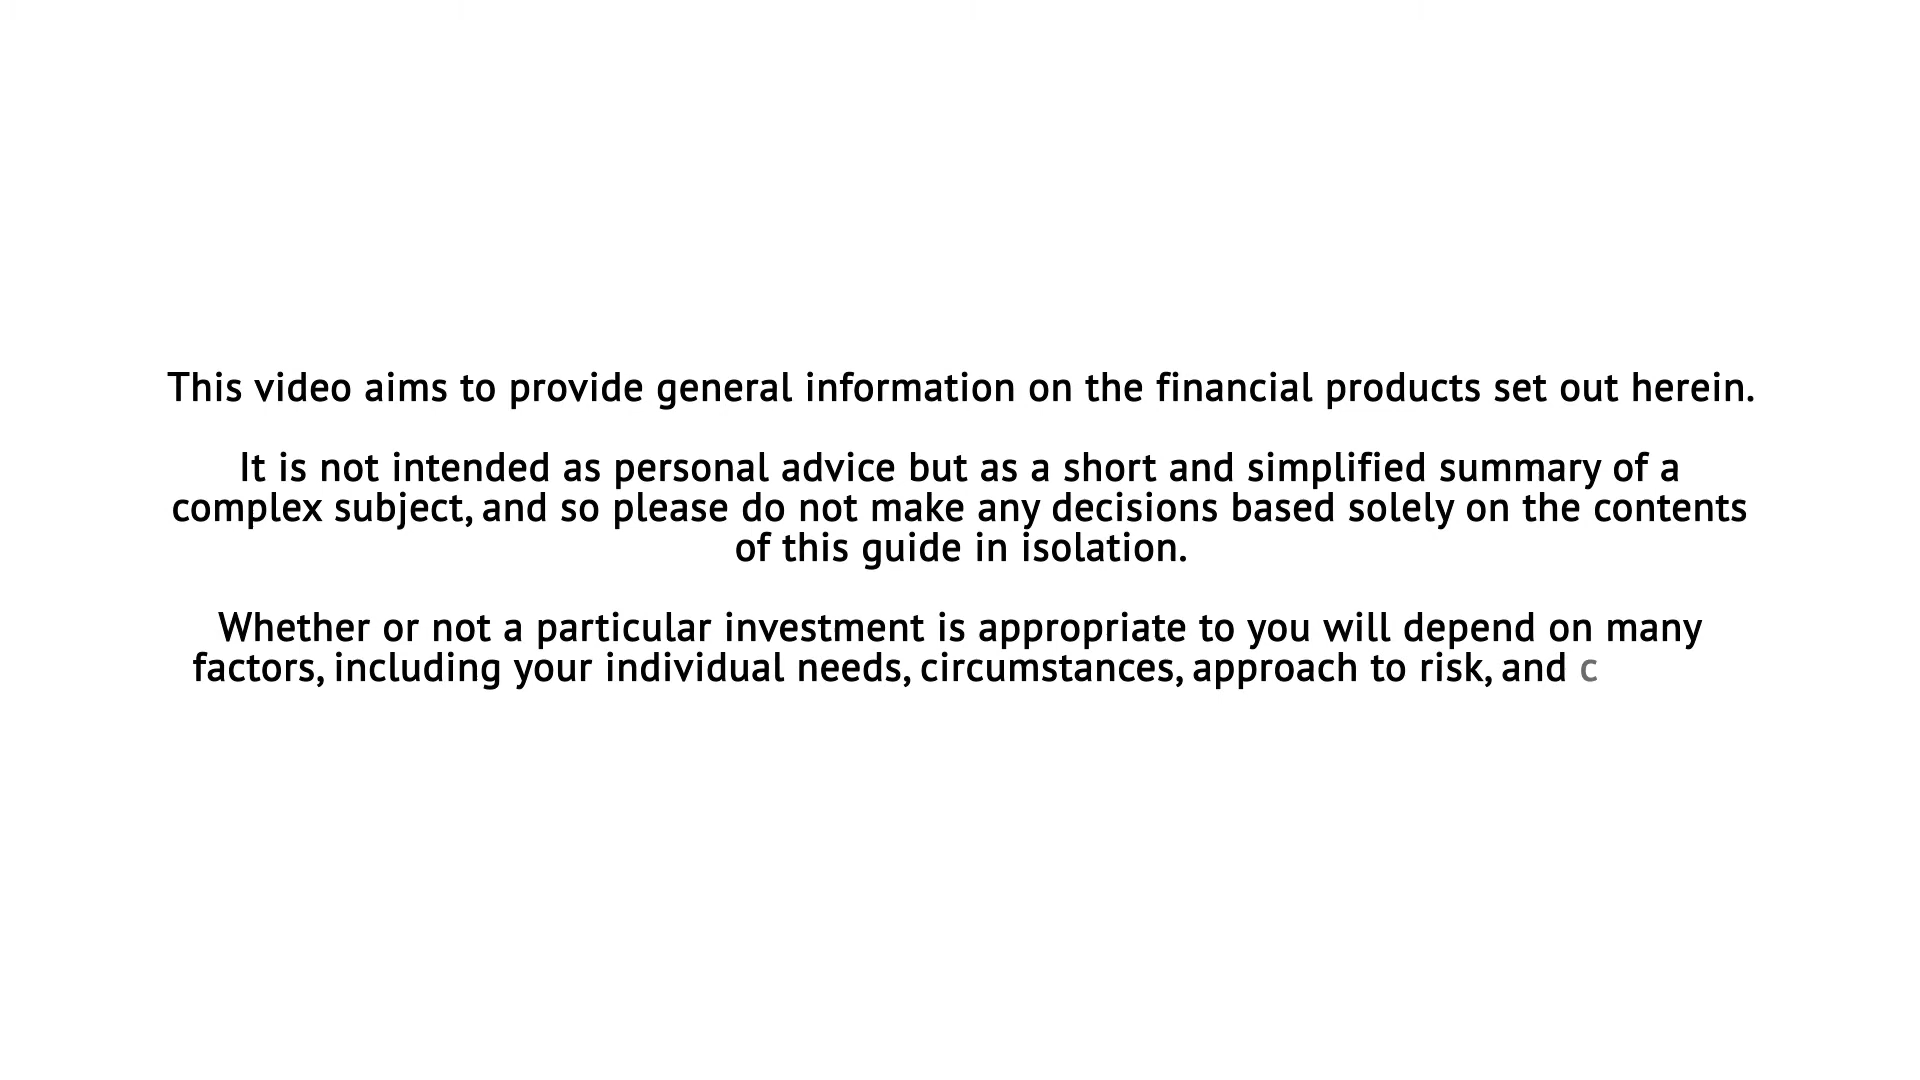 This video aims to provide general information on the financial products set out herein.
It is not intended as personal advice but as a short and simplified summary of a
complex subject, and so please do not make any decisions based solely on the contents
of this guide in isolation.
Whether or not a particular investment is appropriate to you will depend on many
factors, including your individual needs, circumstances, approach to risk, and c